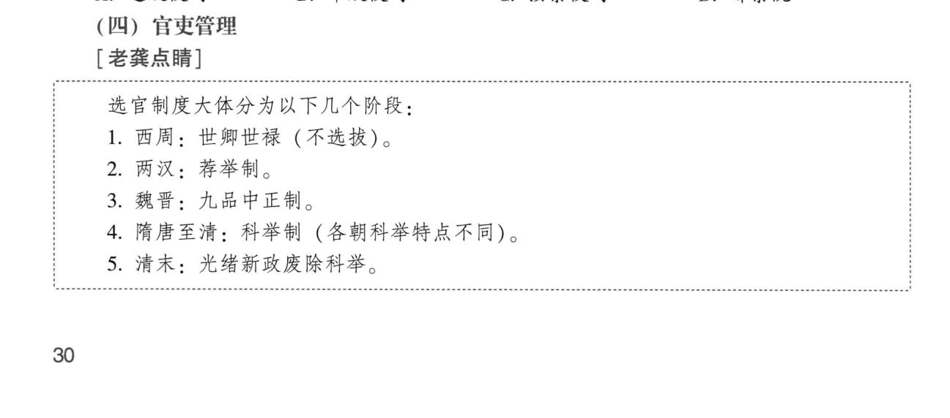 (四) 官吏管理
[老龚点睛]
选官制度大体分为以下几个阶段:
1. 西周: 世卿世禄 (不选拔)。
2. 两汉: 荐举制。
3. 魏晋: 九品中正制。
4. 隋唐至清: 科举制 (各朝科举特点不同)。
5. 清末: 光绪新政废除科举。
30